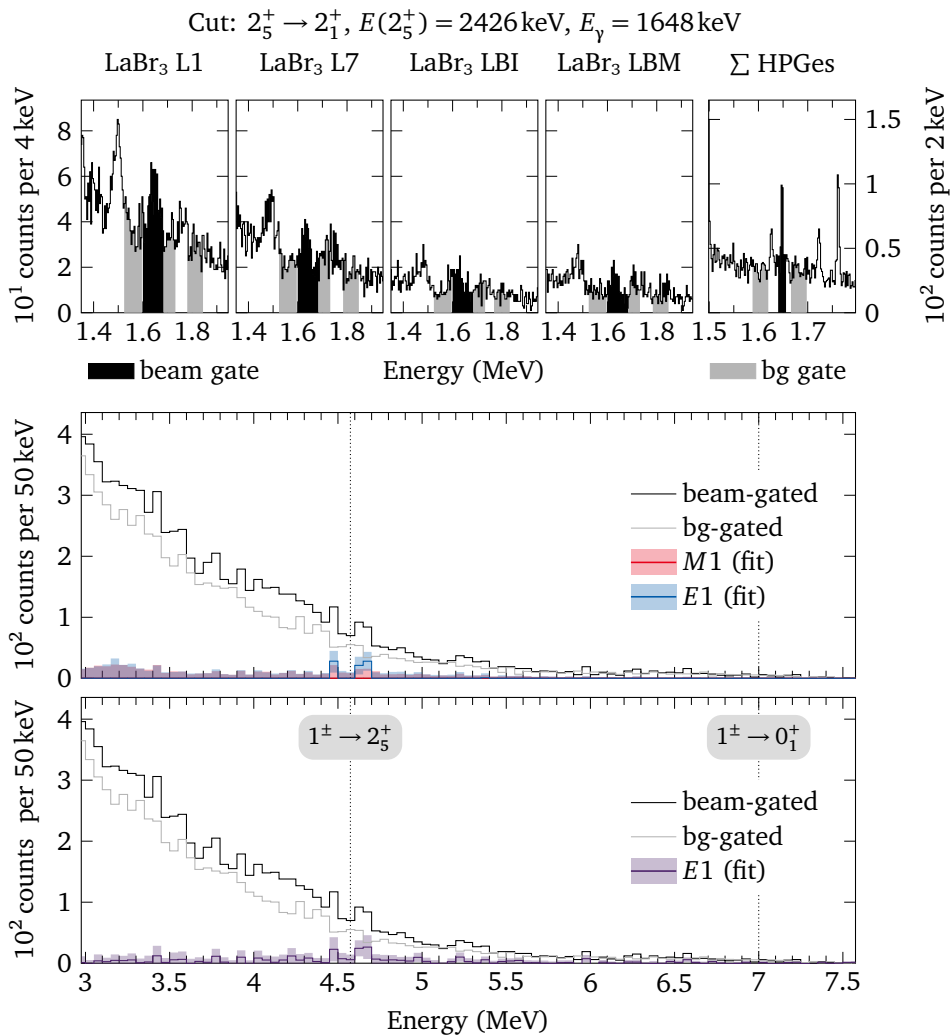 Cut: 2₅⁺ → 2₁⁺, E(2₅⁺) = 2426 keV, Eᵧ = 1648 keV
LaBr₃ L1 LaBr₃ L7 LaBr₃ LBI LaBr₃ LBM ∑ HPGes
10¹ counts per 4 keV
8
6
4
2
0
1.4 1.6 1.8 1.4 1.6 1.8 1.4 1.6 1.8 1.4 1.6 1.8 1.5 1.6 1.7
1.5
1
0.5
0
10² counts per 2 keV
beam gate Energy (MeV) bg gate
10² counts per 50 keV
4
3
2
1
0
beam-gated
bg-gated
M1 (fit)
E1 (fit)
10² counts per 50 keV
4
3
2
1
0
1± → 2₅⁺ 1± → 0₁⁺
beam-gated
bg-gated
E1 (fit)
3 3.5 4 4.5 5 5.5 6 6.5 7 7.5
Energy (MeV)